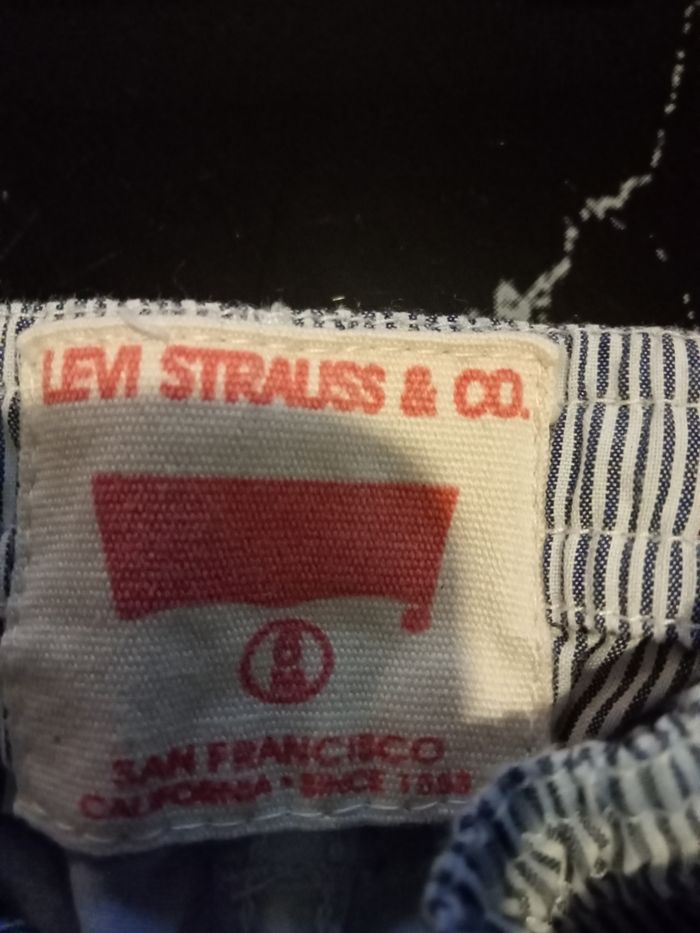 LEVI STRAUSS & CO.
SAN FRANCISCO
CALIFORNIA • SINCE 1853